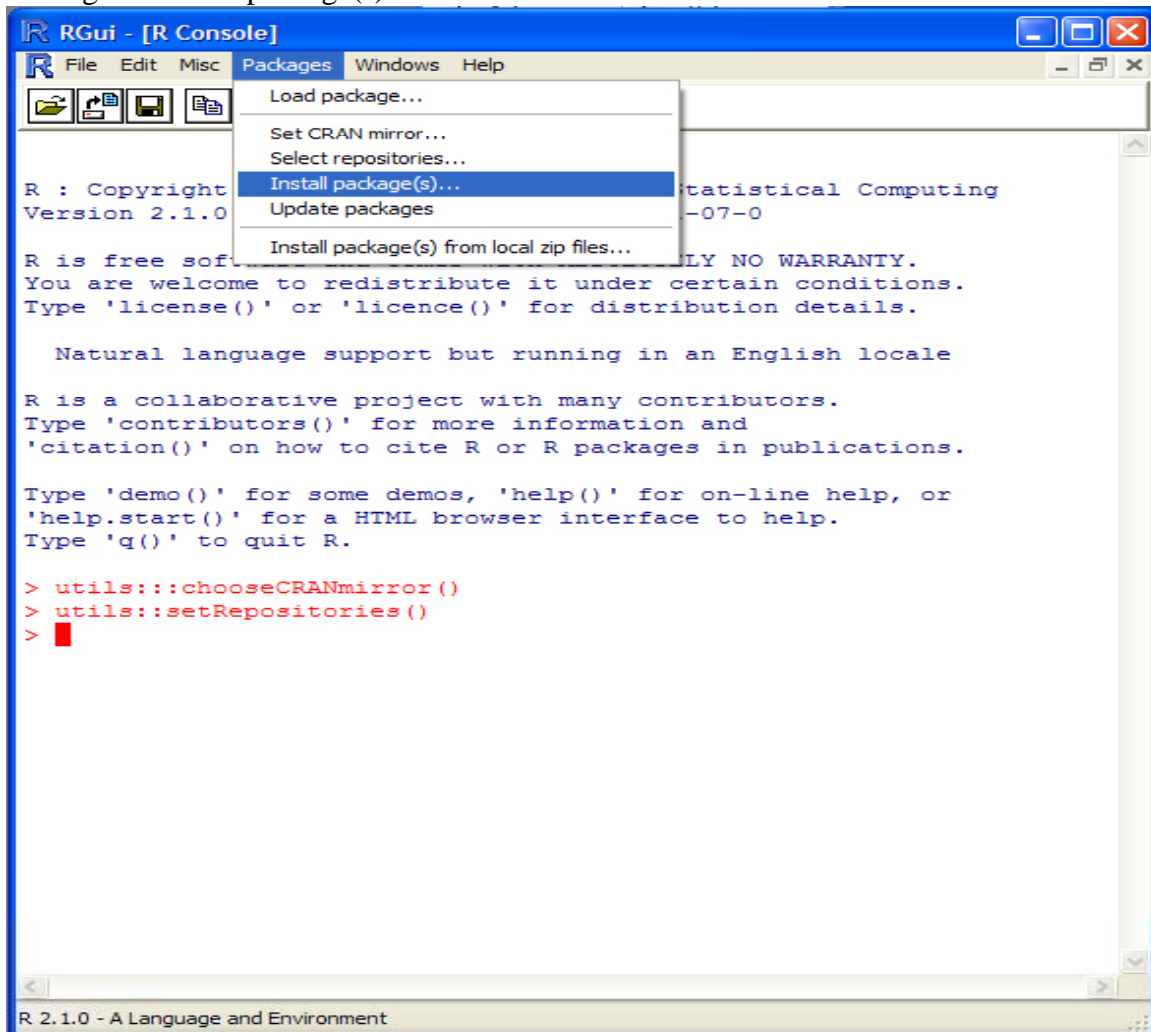 RGui - [R Console]
File Edit Misc Packages Windows Help
Load package...
Set CRAN mirror...
Select repositories...
Install package(s)...
Update packages
Install package(s) from local zip files...
R : Copyright tatistical Computing
Version 2.1.0 -07-0
R is free sof LY NO WARRANTY.
You are welcome to redistribute it under certain conditions.
Type 'license()' or 'licence()' for distribution details.
Natural language support but running in an English locale
R is a collaborative project with many contributors.
Type 'contributors()' for more information and
'citation()' on how to cite R or R packages in publications.
Type 'demo()' for some demos, 'help()' for on-line help, or
'help.start()' for a HTML browser interface to help.
Type 'q()' to quit R.
> utils:::chooseCRANmirror()
> utils::setRepositories()
>
R 2.1.0 - A Language and Environment